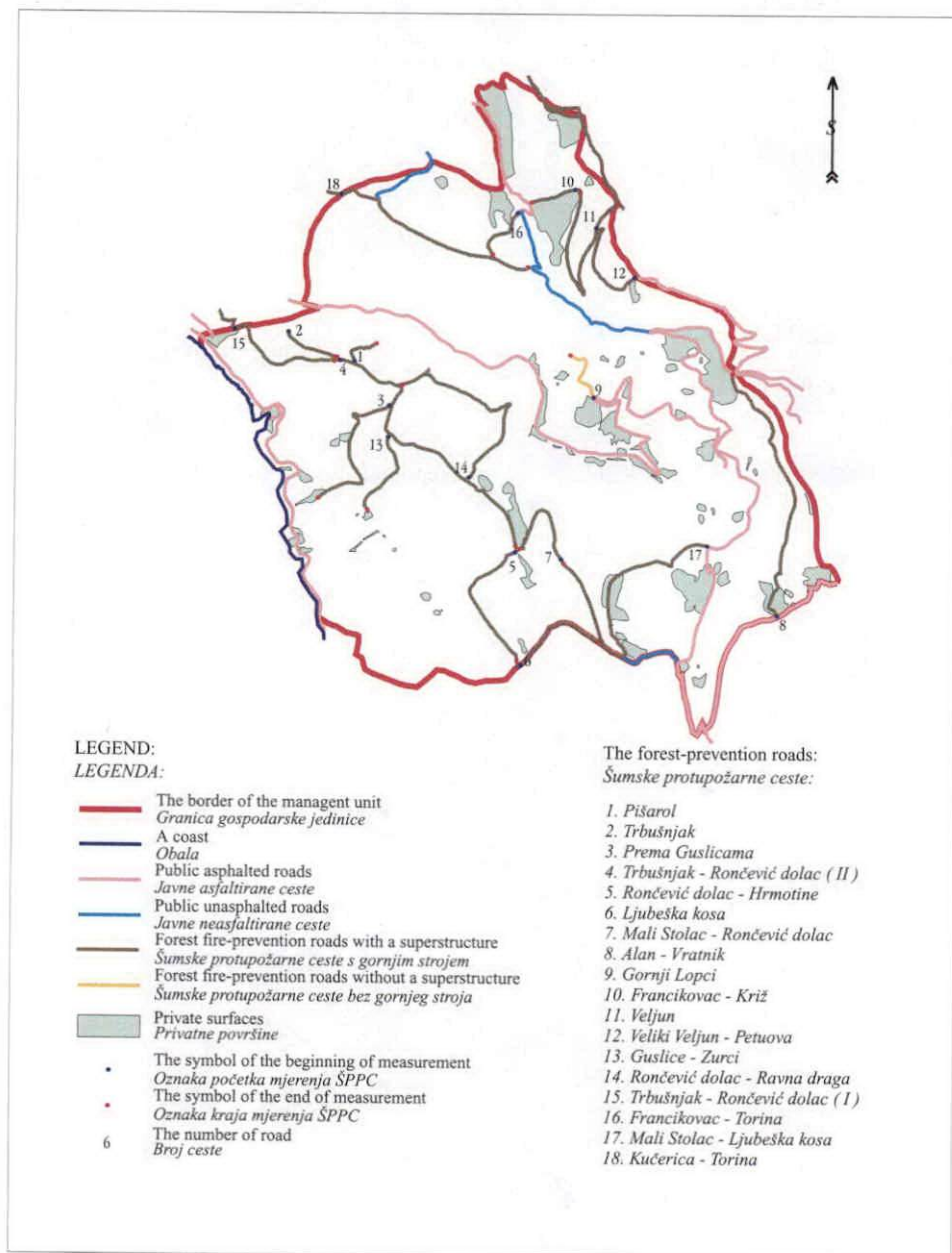 S
18
10
11
16
12
2
15
1
4
9
3
13
14
17
5
7
8
6
LEGEND:
LEGENDA:
The border of the managent unit
Granica gospodarske jedinice
A coast
Obala
Public asphalted roads
Javne asfaltirane ceste
Public unasphalted roads
Javne neasfaltirane ceste
Forest fire-prevention roads with a superstructure
Šumske protupožarne ceste s gornjim strojem
Forest fire-prevention roads without a superstructure
Šumske protupožarne ceste bez gornjeg stroja
Private surfaces
Privatne površine
The symbol of the beginning of measurement
Oznaka početka mjerenja ŠPPC
The symbol of the end of measurement
Oznaka kraja mjerenja ŠPPC
6 The number of road
Broj ceste
The forest-prevention roads:
Šumske protupožarne ceste:
1. Pišarol
2. Trbušnjak
3. Prema Guslicama
4. Trbušnjak - Rončević dolac ( II )
5. Rončević dolac - Hrmotine
6. Ljubeška kosa
7. Mali Stolac - Rončević dolac
8. Alan - Vratnik
9. Gornji Lopci
10. Francikovac - Križ
11. Veljun
12. Veliki Veljun - Petuova
13. Guslice - Zurci
14. Rončević dolac - Ravna draga
15. Trbušnjak - Rončević dolac ( I )
16. Francikovac - Torina
17. Mali Stolac - Ljubeška kosa
18. Kučerica - Torina